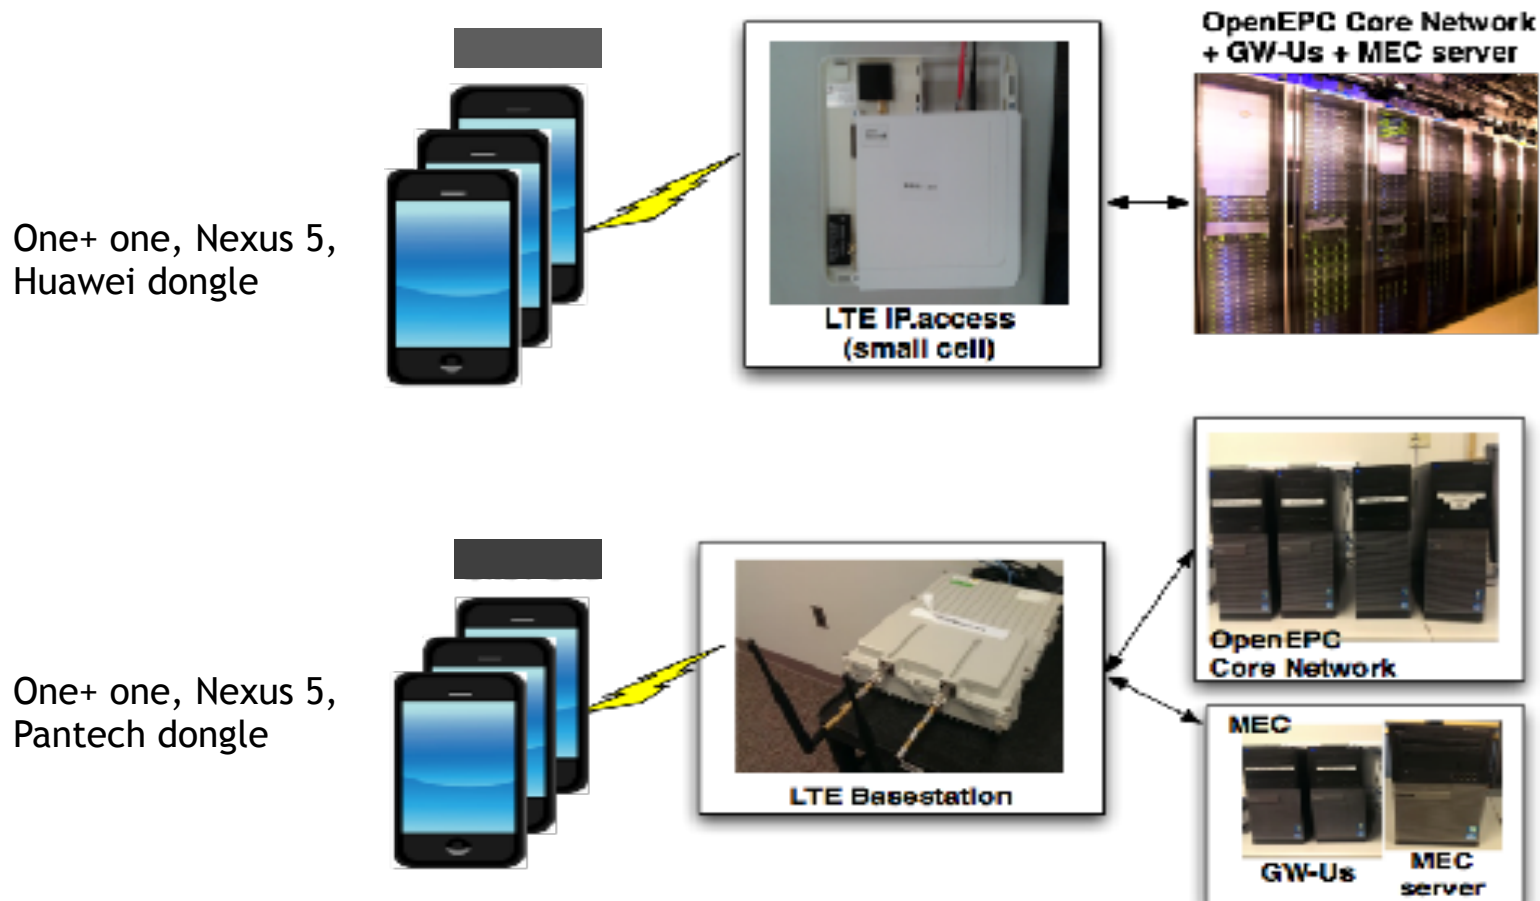 OpenEPC Core Network
+ GW-Us + MEC server
One+ one, Nexus 5,
Huawei dongle
LTE IP.access
(small cell)
One+ one, Nexus 5,
Pantech dongle
LTE Basestation
OpenEPC
Core Network
MEC
GW-Us
MEC
server